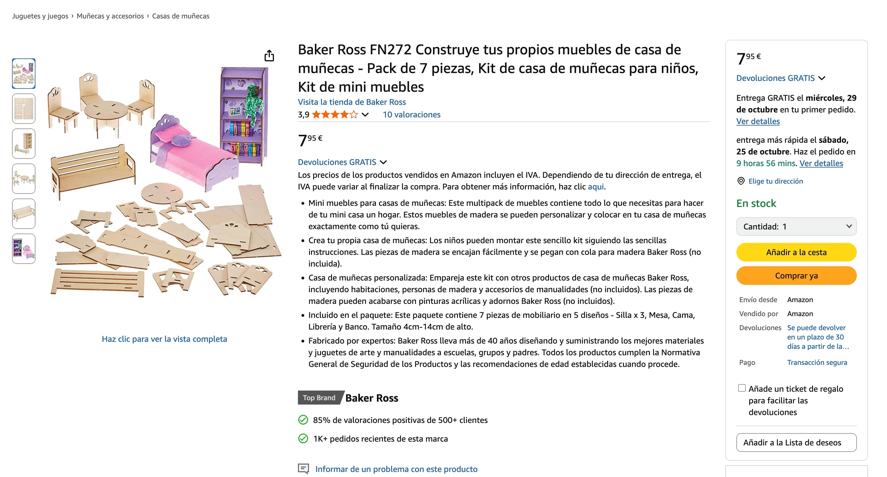 Juguetes y juegos › Muñecas y accesorios › Casas de muñecas
Baker Ross FN272 Construye tus propios muebles de casa de
muñecas - Pack de 7 piezas, Kit de casa de muñecas para niños,
Kit de mini muebles
Visita la tienda de Baker Ross
3,9 10 valoraciones
7,95 €
Devoluciones GRATIS
Los precios de los productos vendidos en Amazon incluyen el IVA. Dependiendo de tu dirección de entrega, el
IVA puede variar al finalizar la compra. Para obtener más información, haz clic aquí.
• Mini muebles para casas de muñecas: Este multipack de muebles contiene todo lo que necesitas para hacer
de tu mini casa un hogar. Estos muebles de madera se pueden personalizar y colocar en tu casa de muñecas
exactamente como tú quieras.
• Crea tu propia casa de muñecas: Los niños pueden montar este sencillo kit siguiendo las sencillas
instrucciones. Las piezas de madera se encajan fácilmente y se pegan con cola para madera Baker Ross (no
incluida).
• Casa de muñecas personalizada: Empareja este kit con otros productos de casa de muñecas Baker Ross,
incluyendo habitaciones, personas de madera y accesorios de manualidades (no incluidos). Las piezas de
madera pueden acabarse con pinturas acrílicas y adornos Baker Ross (no incluidos).
• Incluido en el paquete: Este paquete contiene 7 piezas de mobiliario en 5 diseños - Silla x 3, Mesa, Cama,
Librería y Banco. Tamaño 4cm-14cm de alto.
• Fabricado por expertos: Baker Ross lleva más de 40 años diseñando y suministrando los mejores materiales
y juguetes de arte y manualidades a escuelas, grupos y padres. Todos los productos cumplen la Normativa
General de Seguridad de los Productos y las recomendaciones de edad establecidas cuando procede.
Haz clic para ver la vista completa
Top Brand Baker Ross
85% de valoraciones positivas de 500+ clientes
1K+ pedidos recientes de esta marca
Informar de un problema con este producto
7,95 €
Devoluciones GRATIS
Entrega GRATIS el miércoles, 29
de octubre en tu primer pedido.
Ver detalles
entrega más rápida el sábado,
25 de octubre. Haz el pedido en
9 horas 56 mins. Ver detalles
Elige tu dirección
En stock
Cantidad: 1
Añadir a la cesta
Comprar ya
Envío desde Amazon
Vendido por Amazon
Devoluciones Se puede devolver
en un plazo de 30
días a partir de la...
Pago Transacción segura
Añade un ticket de regalo
para facilitar las
devoluciones
Añadir a la Lista de deseos